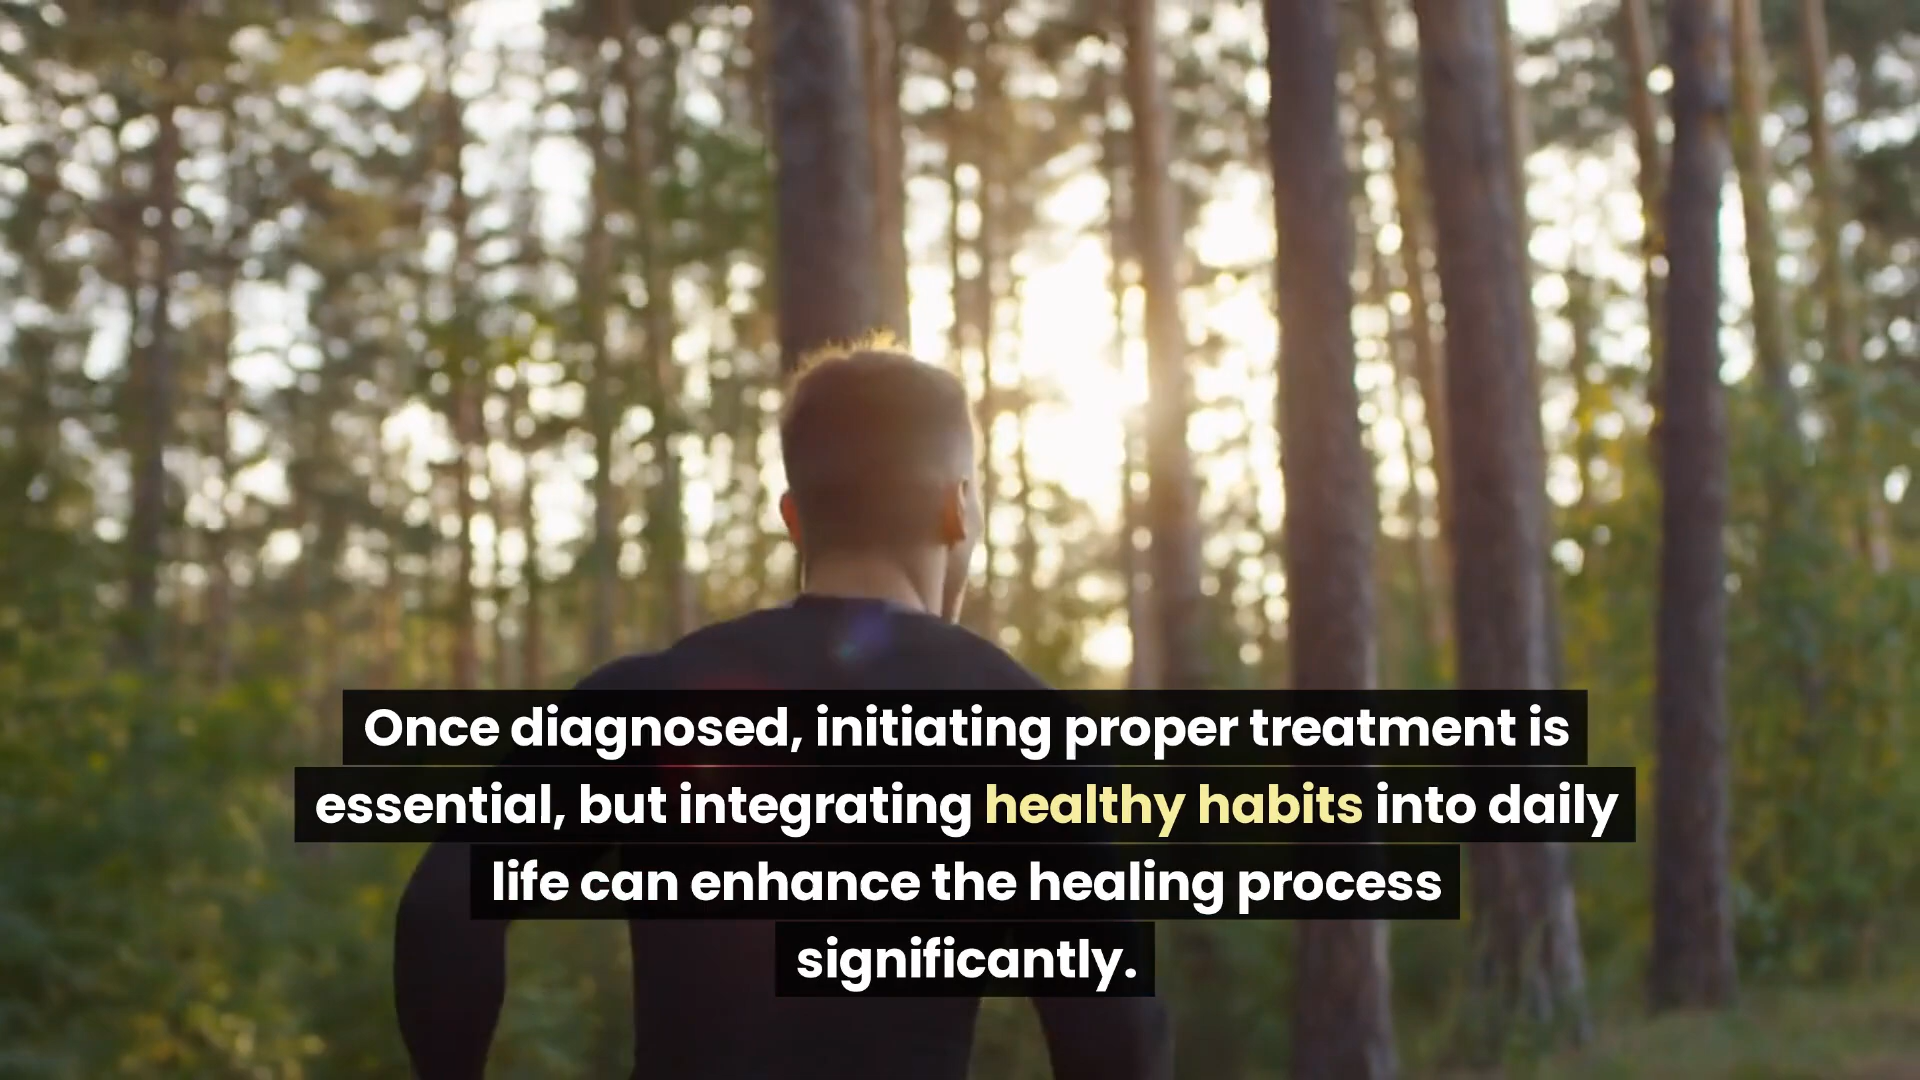 Once diagnosed, initiating proper treatment is
essential, but integrating healthy habits into daily
life can enhance the healing process
significantly.